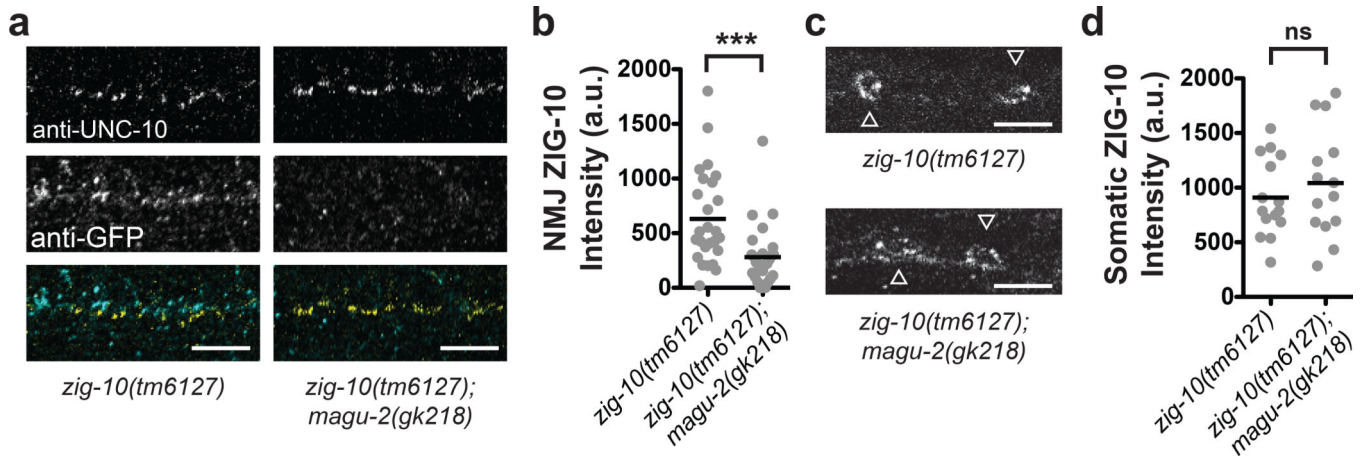 a
anti-UNC-10
anti-GFP
zig-10(tm6127)
zig-10(tm6127);
magu-2(gk218)
b
***
NMJ ZIG-10
Intensity (a.u.)
2000
1500
1000
500
0
zig-10(tm6127)
zig-10(tm6127);
magu-2(gk218)
c
zig-10(tm6127)
zig-10(tm6127);
magu-2(gk218)
d
ns
Somatic ZIG-10
Intensity (a.u.)
2000
1500
1000
500
0
zig-10(tm6127)
zig-10(tm6127);
magu-2(gk218)